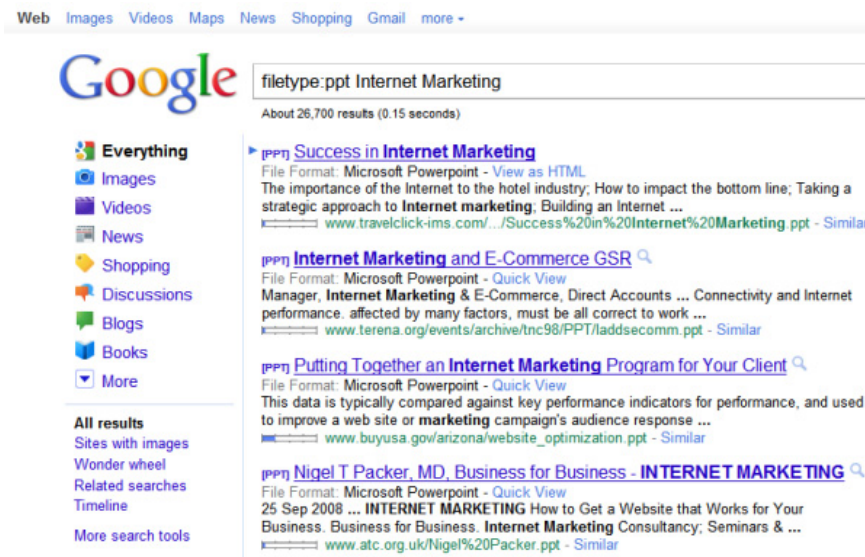 Web Images Videos Maps News Shopping Gmail more
Google
filetype:ppt Internet Marketing
About 26,700 results (0.15 seconds)
Everything
Images
Videos
News
Shopping
Discussions
Blogs
Books
More
All results
Sites with images
Wonder wheel
Related searches
Timeline
More search tools
[PPT] Success in Internet Marketing
File Format: Microsoft Powerpoint - View as HTML
The importance of the Internet to the hotel industry; How to impact the bottom line; Taking a
strategic approach to Internet marketing; Building an Internet ...
www.travelclick-ims.com/.../Success%20in%20Internet%20Marketing.ppt - Similar
[PPT] Internet Marketing and E-Commerce GSR
File Format: Microsoft Powerpoint - Quick View
Manager, Internet Marketing & E-Commerce, Direct Accounts ... Connectivity and Internet
performance. affected by many factors, must be all correct to work ...
www.terena.org/events/archive/tnc98/PPT/laddsecomm.ppt - Similar
[PPT] Putting Together an Internet Marketing Program for Your Client
File Format: Microsoft Powerpoint - Quick View
This data is typically compared against key performance indicators for performance, and used
to improve a web site or marketing campaign's audience response ...
www.buyusa.gov/arizona/website_optimization.ppt - Similar
[PPT] Nigel T Packer, MD, Business for Business - INTERNET MARKETING
File Format: Microsoft Powerpoint - Quick View
25 Sep 2008 ... INTERNET MARKETING How to Get a Website that Works for Your
Business. Business for Business. Internet Marketing Consultancy; Seminars & ...
www.atc.org.uk/Nigel%20Packer.ppt - Similar